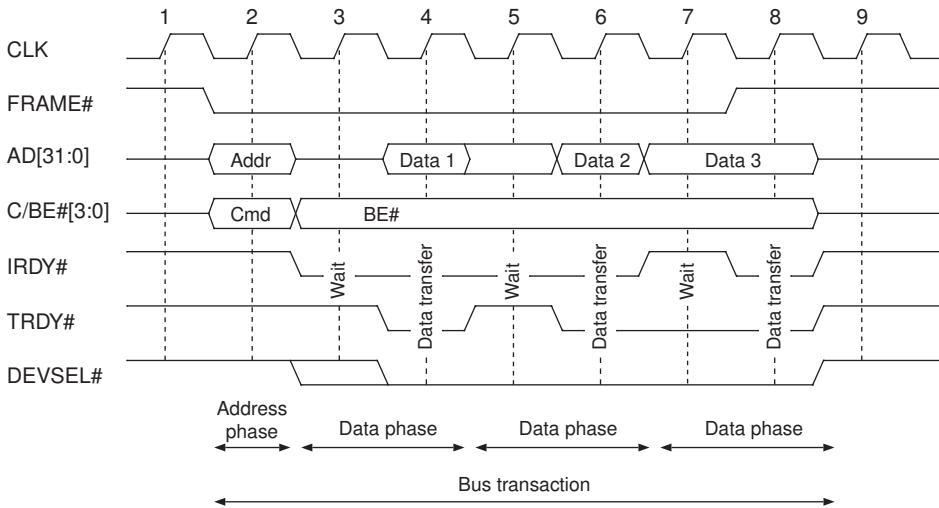 1 2 3 4 5 6 7 8 9
CLK
FRAME#
AD[31:0] Addr Data 1 Data 2 Data 3
C/BE#[3:0] Cmd BE#
IRDY#
Wait Data transfer Wait Data transfer Wait Data transfer
TRDY#
DEVSEL#
Address
phase Data phase Data phase Data phase
Bus transaction